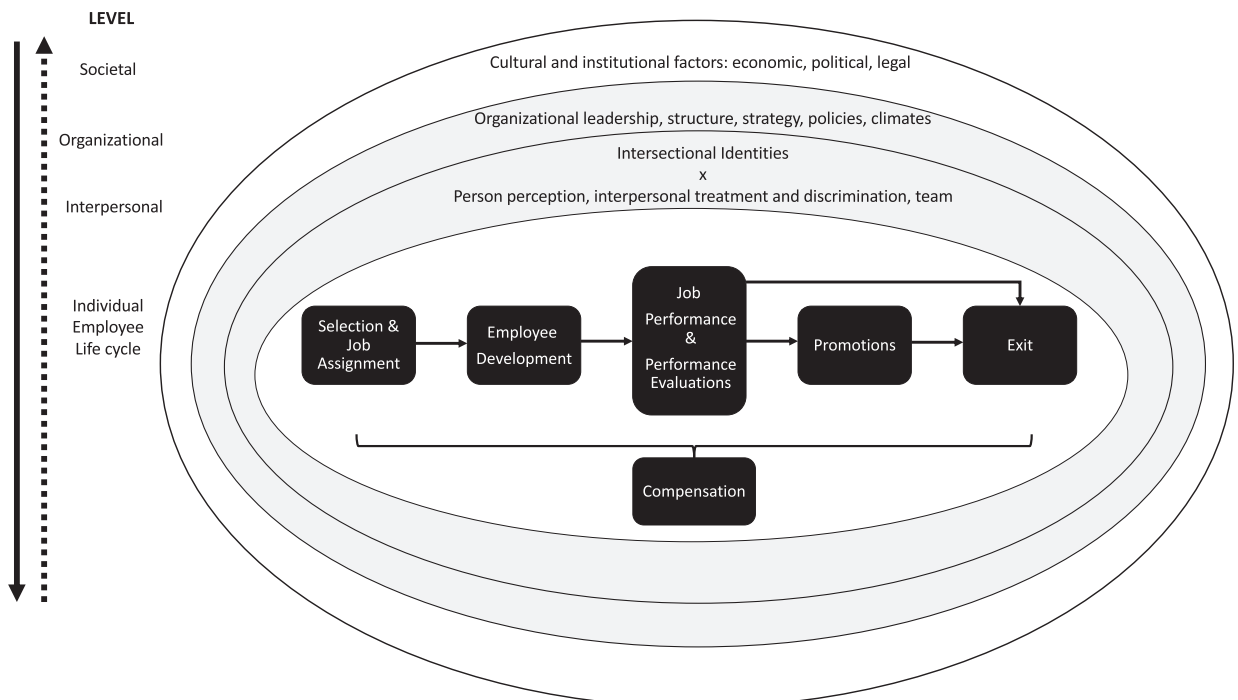 LEVEL
Societal
Cultural and institutional factors: economic, political, legal
Organizational
Organizational leadership, structure, strategy, policies, climates
Interpersonal
Intersectional Identities
x
Person perception, interpersonal treatment and discrimination, team
Individual
Employee
Life cycle
Selection &
Job
Assignment
Employee
Development
Job
Performance
&
Performance
Evaluations
Promotions
Exit
Compensation